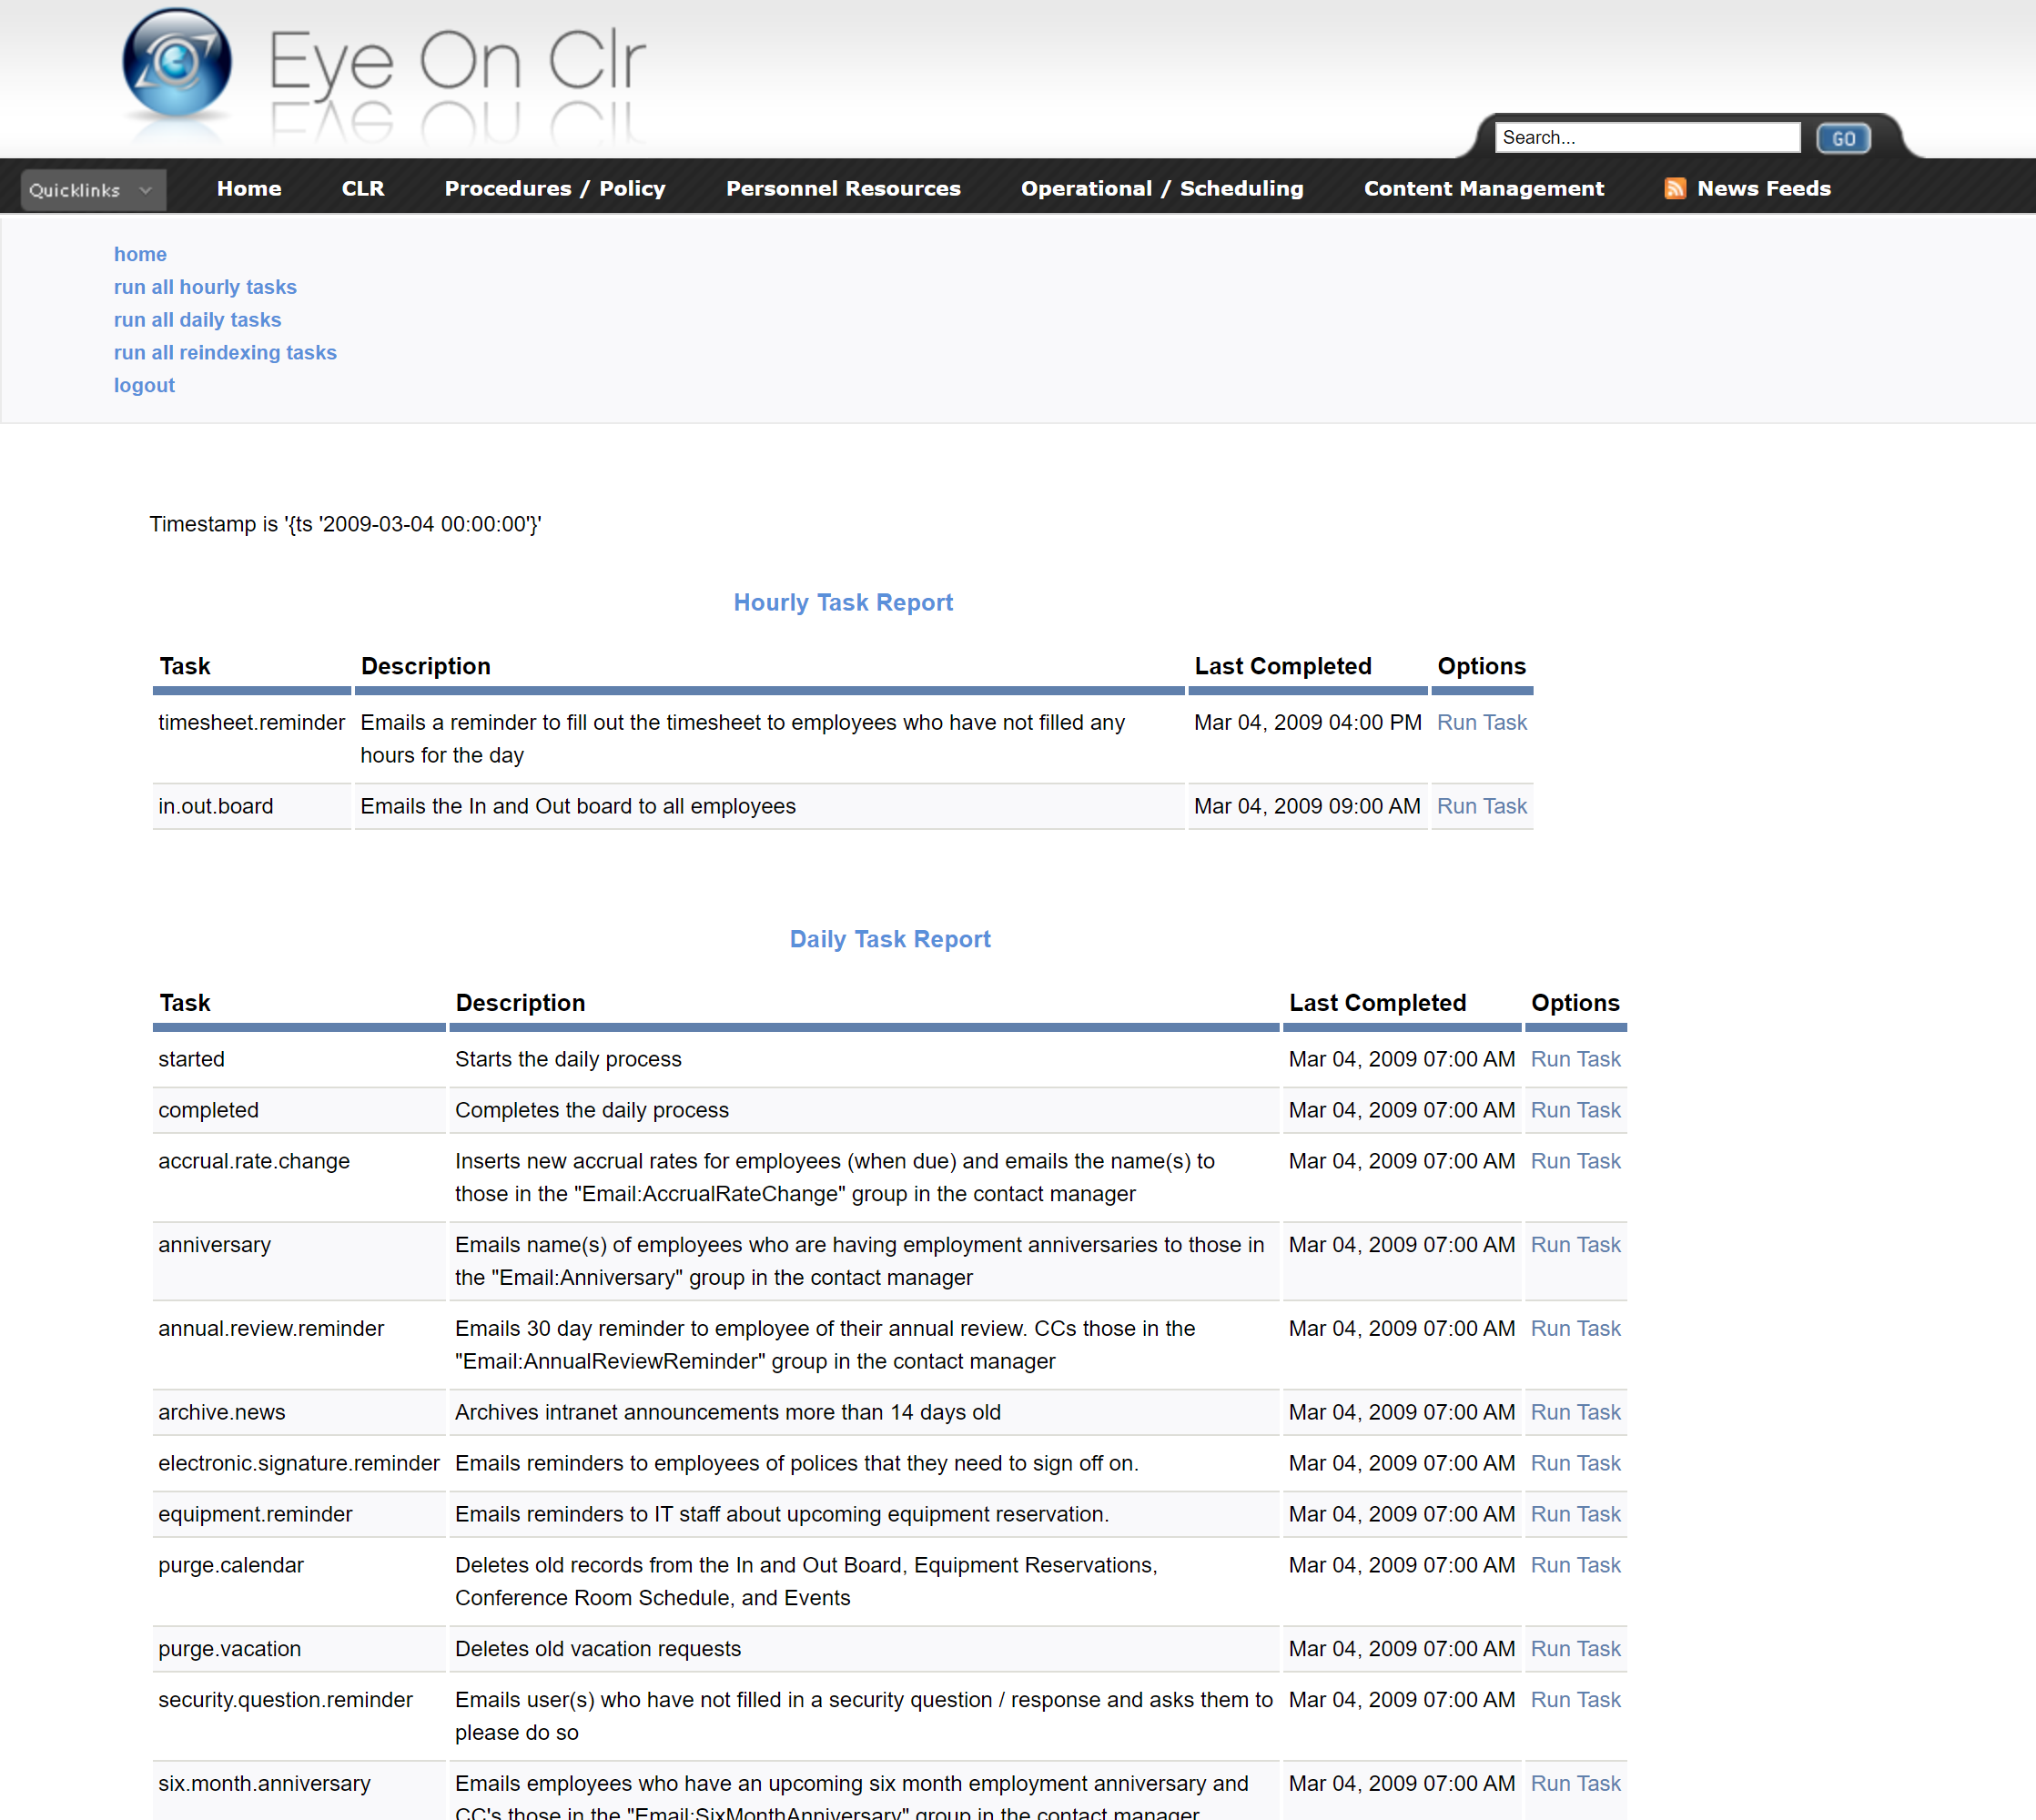 Eye On Clr
Search...
GO
Quicklinks
Home
CLR
Procedures / Policy
Personnel Resources
Operational / Scheduling
Content Management
News Feeds
home
run all hourly tasks
run all daily tasks
run all reindexing tasks
logout
Timestamp is '{ts '2009-03-04 00:00:00'}'
Hourly Task Report
Task Description Last Completed Options
timesheet.reminder Emails a reminder to fill out the timesheet to employees who have not filled any Mar 04, 2009 04:00 PM Run Task
hours for the day
in.out.board Emails the In and Out board to all employees Mar 04, 2009 09:00 AM Run Task
Daily Task Report
Task Description Last Completed Options
started Starts the daily process Mar 04, 2009 07:00 AM Run Task
completed Completes the daily process Mar 04, 2009 07:00 AM Run Task
accrual.rate.change Inserts new accrual rates for employees (when due) and emails the name(s) to Mar 04, 2009 07:00 AM Run Task
those in the "Email:AccrualRateChange" group in the contact manager
anniversary Emails name(s) of employees who are having employment anniversaries to those in Mar 04, 2009 07:00 AM Run Task
the "Email:Anniversary" group in the contact manager
annual.review.reminder Emails 30 day reminder to employee of their annual review. CCs those in the Mar 04, 2009 07:00 AM Run Task
"Email:AnnualReviewReminder" group in the contact manager
archive.news Archives intranet announcements more than 14 days old Mar 04, 2009 07:00 AM Run Task
electronic.signature.reminder Emails reminders to employees of polices that they need to sign off on. Mar 04, 2009 07:00 AM Run Task
equipment.reminder Emails reminders to IT staff about upcoming equipment reservation. Mar 04, 2009 07:00 AM Run Task
purge.calendar Deletes old records from the In and Out Board, Equipment Reservations, Mar 04, 2009 07:00 AM Run Task
Conference Room Schedule, and Events
purge.vacation Deletes old vacation requests Mar 04, 2009 07:00 AM Run Task
security.question.reminder Emails user(s) who have not filled in a security question / response and asks them to Mar 04, 2009 07:00 AM Run Task
please do so
six.month.anniversary Emails employees who have an upcoming six month employment anniversary and Mar 04, 2009 07:00 AM Run Task
CC's those in the "Email:SixMonthAnniversary" group in the contact manager